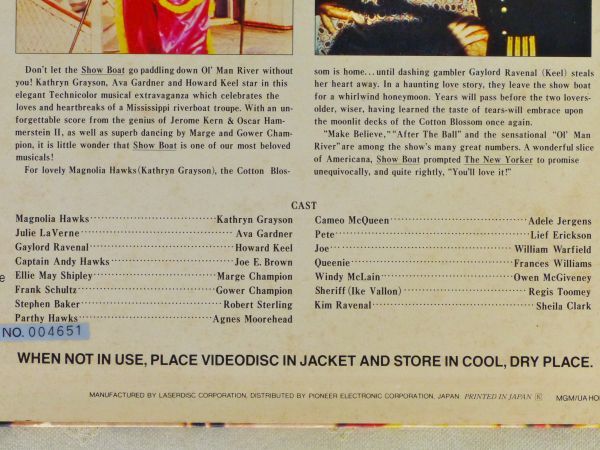 Don't let the Show Boat go paddling down Ol' Man River without
you! Kathryn Grayson, Ava Gardner and Howard Keel star in this
elegant Technicolor musical extravaganza which celebrates the
loves and heartbreaks of a Mississippi riverboat troupe. With an un-
forgettable score from the genius of Jerome Kern & Oscar Ham-
merstein II, as well as superb dancing by Marge and Gower Cham-
pion, it is little wonder that Show Boat is one of our most beloved
musicals!
For lovely Magnolia Hawks (Kathryn Grayson), the Cotton Blos-
som is home...until dashing gambler Gaylord Ravenal (Keel) steals
her heart away. In a haunting love story, they leave the show boat
for a whirlwind honeymoon. Years will pass before the two lovers-
older, wiser, having learned the taste of tears-will embrace upon
the moonlit decks of the Cotton Blossom once again.
"Make Believe," "After The Ball" and the sensational "Ol' Man
River" are among the show's many great numbers. A wonderful slice
of Americana, Show Boat prompted The New Yorker to promise
unequivocally, and quite rightly, "You'll love it!"
CAST
Magnolia Hawks Kathryn Grayson
Julie LaVerne Ava Gardner
Gaylord Ravenal Howard Keel
Captain Andy Hawks Joe E. Brown
Ellie May Shipley Marge Champion
Frank Schultz Gower Champion
Stephen Baker Robert Sterling
Parthy Hawks Agnes Moorehead
Cameo McQueen Adele Jergens
Pete Lief Erickson
Joe William Warfield
Queenie Frances Williams
Windy McLain Owen McGiveney
Sheriff (Ike Vallon) Regis Toomey
Kim Ravenal Sheila Clark
e
NO. 004651
WHEN NOT IN USE, PLACE VIDEODISC IN JACKET AND STORE IN COOL, DRY PLACE.
MANUFACTURED BY LASERDISC CORPORATION, DISTRIBUTED BY PIONEER ELECTRONIC CORPORATION, JAPAN PRINTED IN JAPAN K MGM/UA HO